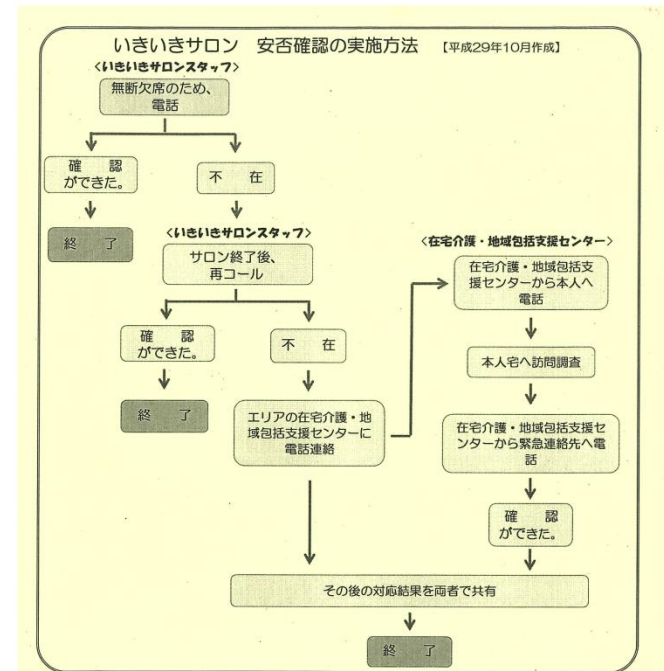 いきいきサロン 安否確認の実施方法 【平成29年10月作成】
<いきいきサロンスタッフ>
無断欠席のため、
電話
確 認
ができた。
不 在
終 了
<いきいきサロンスタッフ>
サロン終了後、
再コール
確 認
ができた。
不 在
終 了
エリアの在宅介護・地
域包括支援センターに
電話連絡
<在宅介護・地域包括支援センター>
在宅介護・地域包括支
援センターから本人へ
電話
本人宅へ訪問調査
在宅介護・地域包括支援セ
ンターから緊急連絡先へ電
話
確 認
ができた。
その後の対応結果を両者で共有
終 了